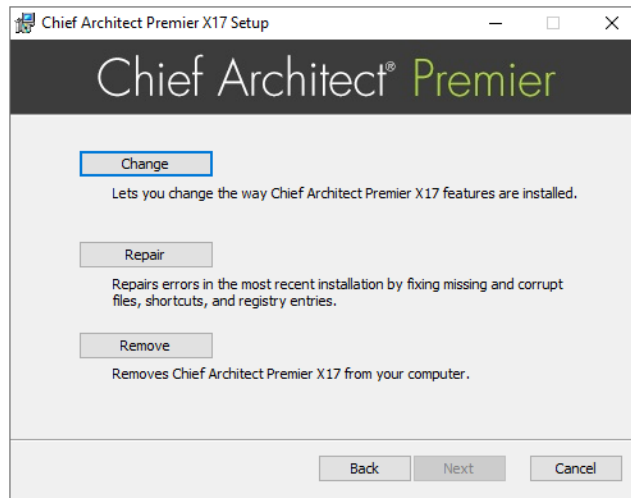 Chief Architect Premier X17 Setup
Chief Architect® Premier
Change
Lets you change the way Chief Architect Premier X17 features are installed.
Repair
Repairs errors in the most recent installation by fixing missing and corrupt
files, shortcuts, and registry entries.
Remove
Removes Chief Architect Premier X17 from your computer.
Back Next Cancel